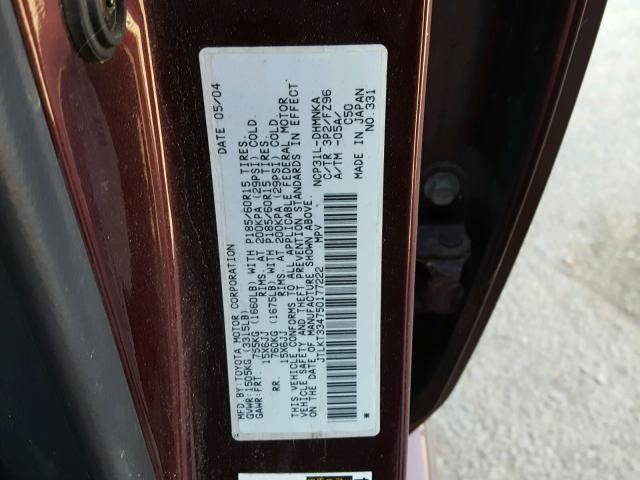 MFD.BY:TOYOTA MOTOR CORPORATION DATE 05/04
GVWR:1505KG (3315LB)
GAWR:FRT. 755KG (1660LB) WITH P185/60R15 TIRES,
15X6JJ RIMS, AT 200KPA (29PSI) COLD.
RR. 760KG (1675LB) WITH P185/60R15 TIRES
15X6JJ RIMS, AT 200KPA (29PSI) COLD.
THIS VEHICLE CONFORMS TO ALL APPLICABLE FEDERAL MOTOR
VEHICLE SAFETY AND THEFT PREVENTION STANDARDS IN EFFECT
ON THE DATE OF MANUFACTURE SHOWN ABOVE.
JTLKT334750177222 MPV
NCP31L-DHMNKA
C/TR 3P2/FZ96
A/TM -05A/
C50
MADE IN JAPAN
* NO.331